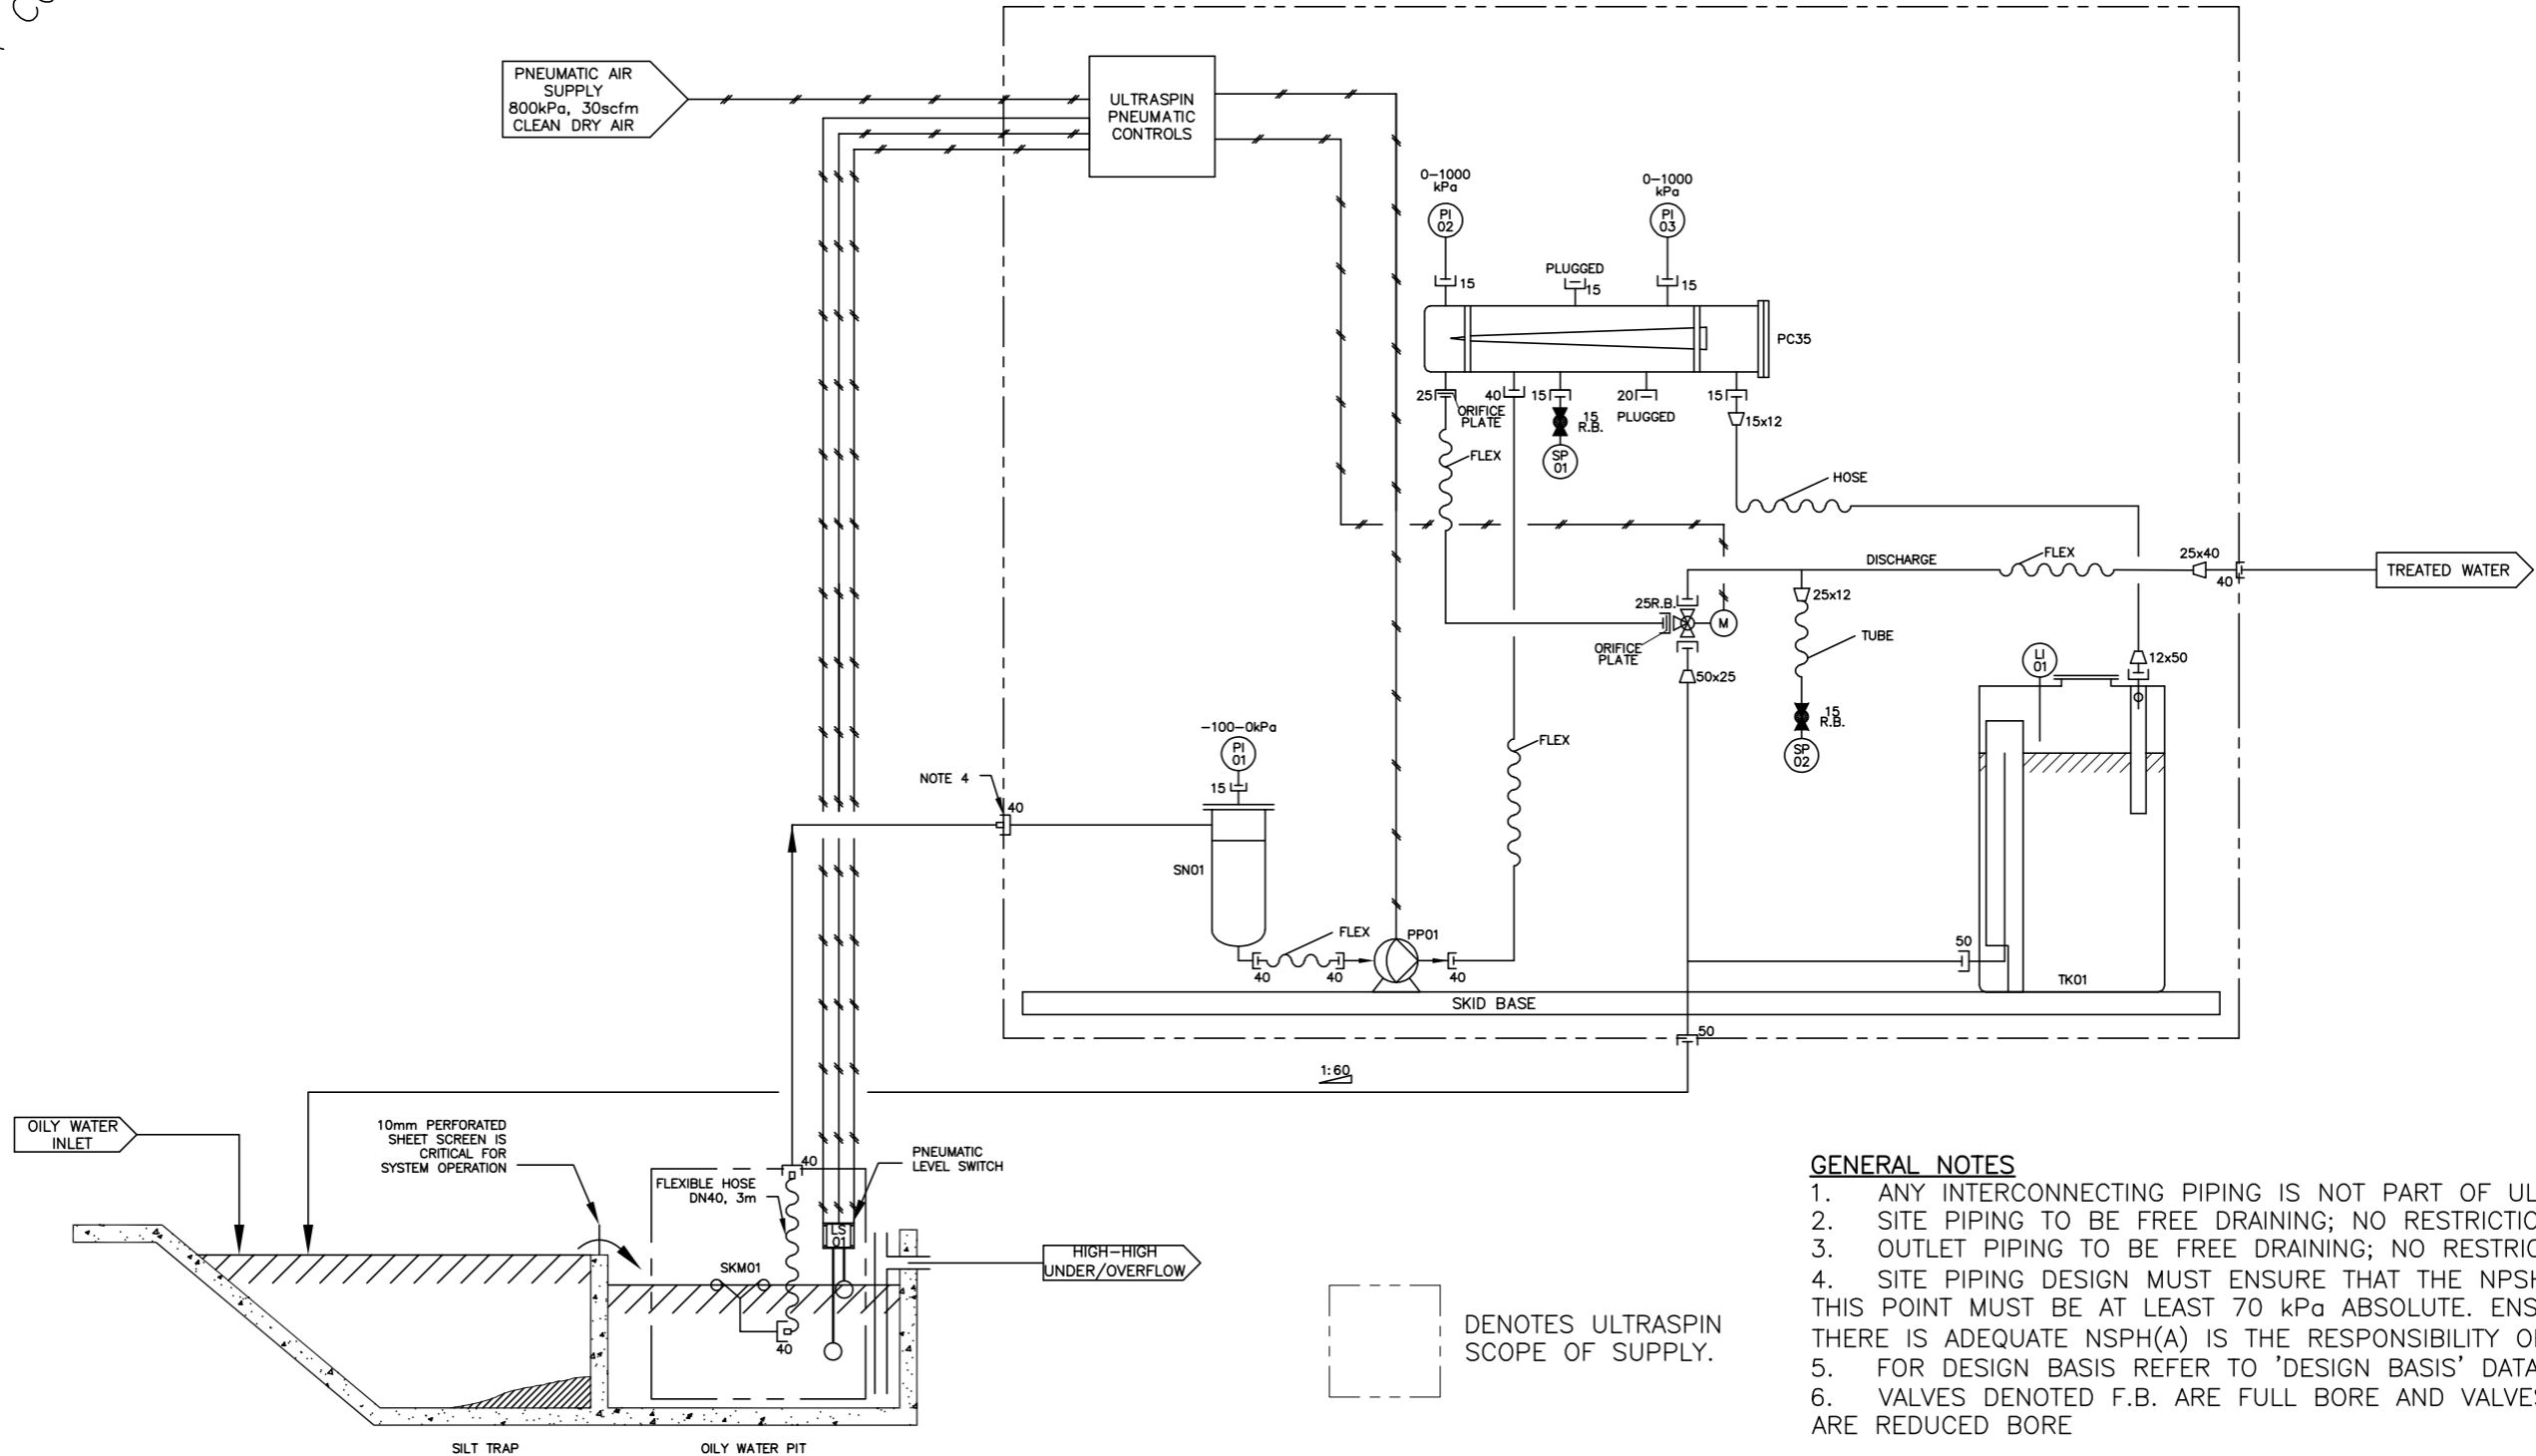 PNEUMATIC AIR
SUPPLY
800kPa, 30scfm
CLEAN DRY AIR
ULTRASPIN
PNEUMATIC
CONTROLS
0-1000
kPa
PI
02
15
PLUGGED
15
0-1000
kPa
PI
03
15
PC35
25
ORIFICE
PLATE
40
15
15
R.B.
SP
01
20
PLUGGED
15
15x12
FLEX
HOSE
DISCHARGE
FLEX
25x40
40
TREATED WATER
25R.B.
M
ORIFICE
PLATE
50x25
25x12
TUBE
15
R.B.
SP
02
LI
01
12x50
-100-0kPa
PI
01
15
NOTE 4
40
SN01
FLEX
FLEX
40
40
PP01
40
50
TK01
SKID BASE
50
1:60
OILY WATER
INLET
10mm PERFORATED
SHEET SCREEN IS
CRITICAL FOR
SYSTEM OPERATION
40
FLEXIBLE HOSE
DN40, 3m
PNEUMATIC
LEVEL SWITCH
LS
01
SKM01
40
HIGH-HIGH
UNDER/OVERFLOW
SILT TRAP
OILY WATER PIT
DENOTES ULTRASPIN
SCOPE OF SUPPLY.
GENERAL NOTES
1. ANY INTERCONNECTING PIPING IS NOT PART OF UL
2. SITE PIPING TO BE FREE DRAINING; NO RESTRICTIO
3. OUTLET PIPING TO BE FREE DRAINING; NO RESTRIC
4. SITE PIPING DESIGN MUST ENSURE THAT THE NPSH
THIS POINT MUST BE AT LEAST 70 kPa ABSOLUTE. ENS
THERE IS ADEQUATE NSPH(A) IS THE RESPONSIBILITY O
5. FOR DESIGN BASIS REFER TO 'DESIGN BASIS' DATA
6. VALVES DENOTED F.B. ARE FULL BORE AND VALVES
ARE REDUCED BORE